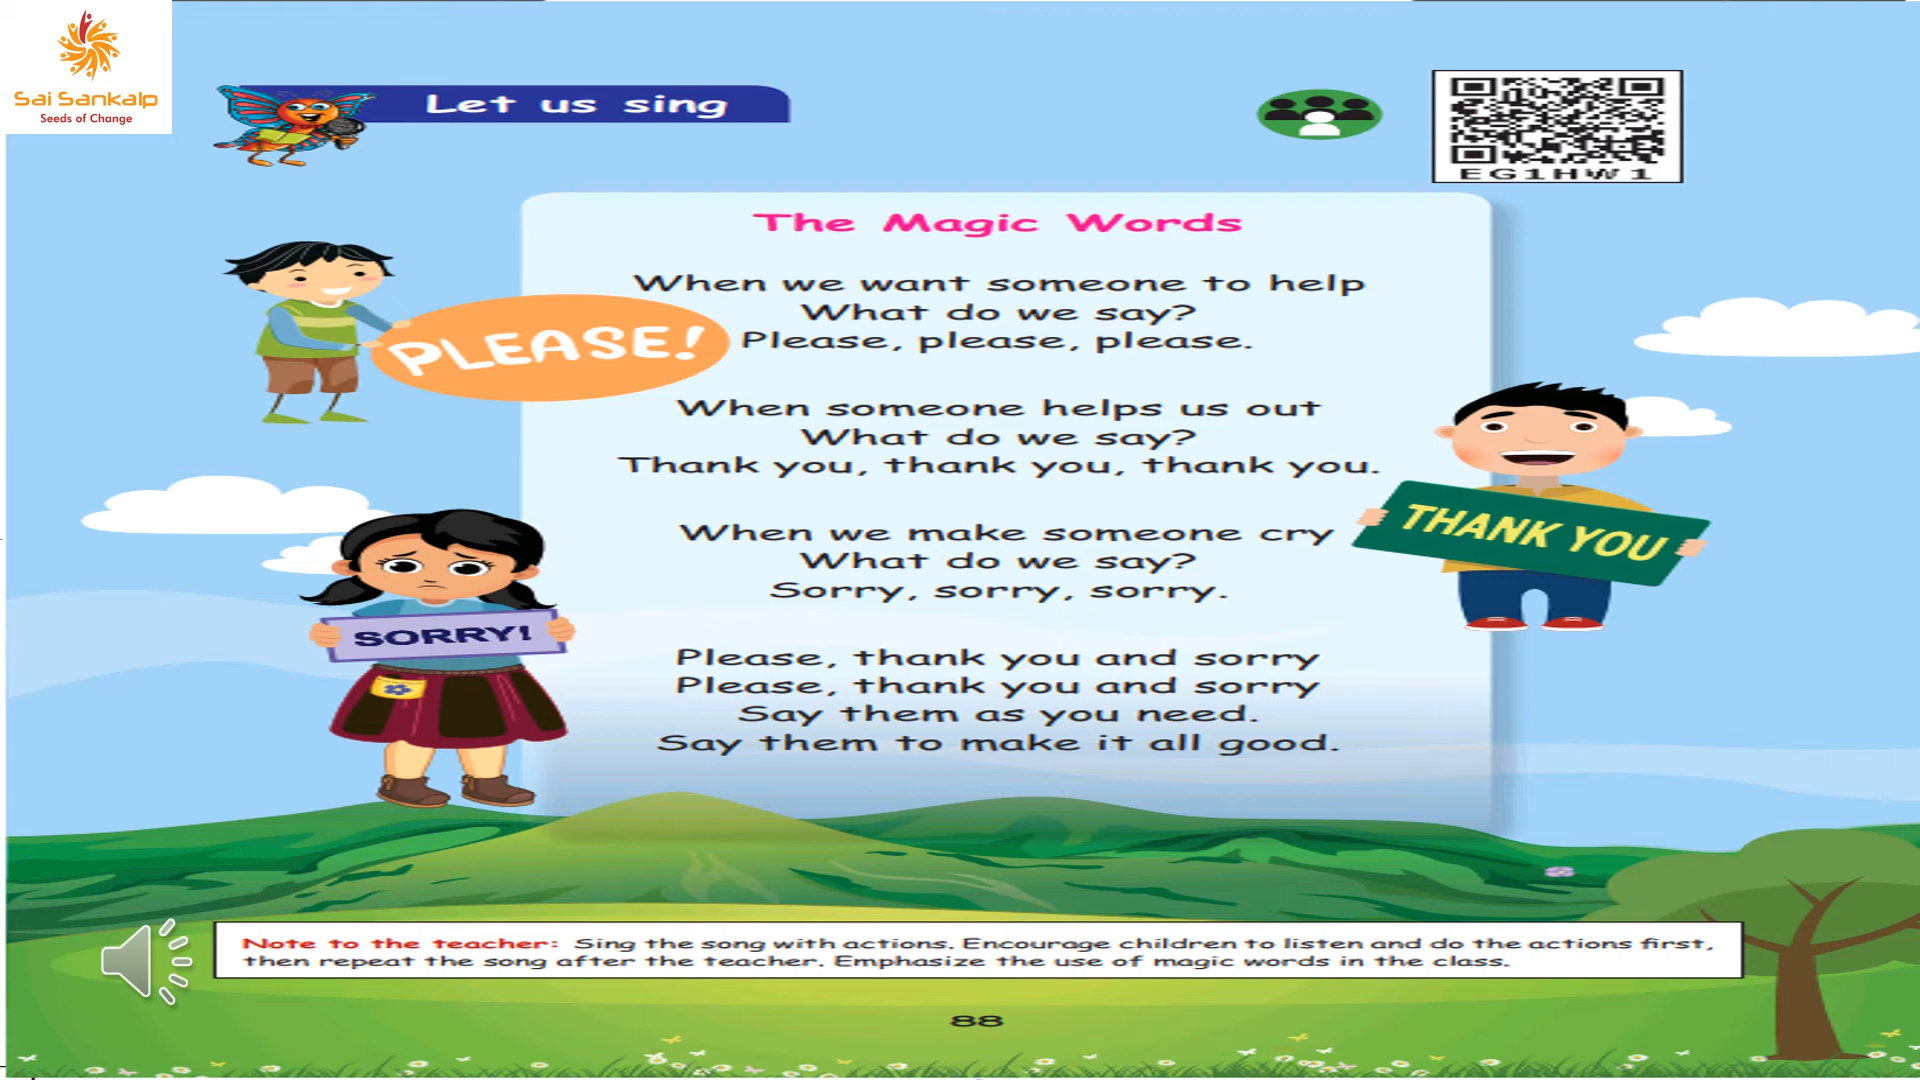 Sai Sankalp
Seeds of Change
Let us sing
EG1HW1
The Magic Words
When we want someone to help
What do we say?
Please, please, please.
PLEASE!
When someone helps us out
What do we say?
Thank you, thank you, thank you.
THANK YOU
When we make someone cry
What do we say?
Sorry, sorry, sorry.
SORRY!
Please, thank you and sorry
Please, thank you and sorry
Say them as you need.
Say them to make it all good.
Note to the teacher: Sing the song with actions. Encourage children to listen and do the actions first,
then repeat the song after the teacher. Emphasize the use of magic words in the class.
88